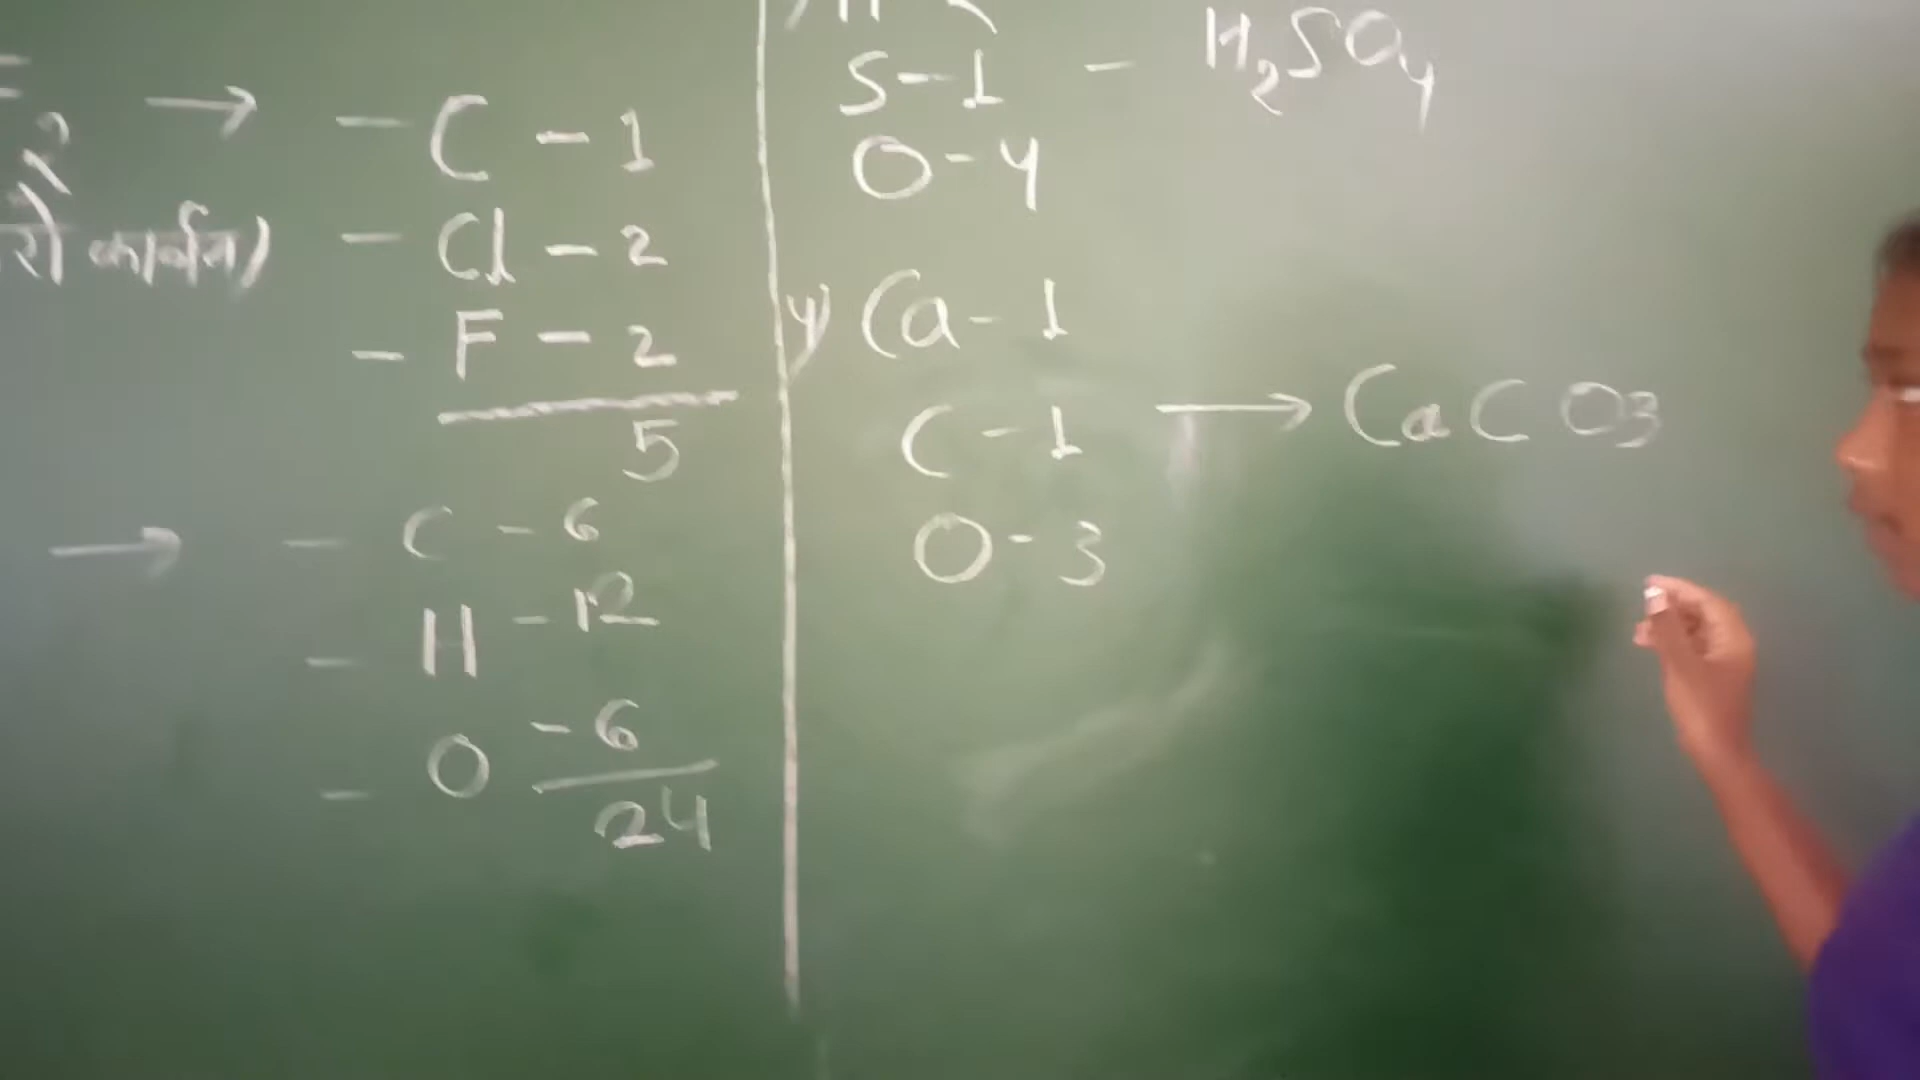 → - C - 1
रो कार्बन) - Cl - 2
- F - 2
5
→ - C - 6
- H - 12
- O - 6
24
S - 1 - H₂SO₄
O - 4
4) Ca - 1
C - 1 → CaCO₃
O - 3